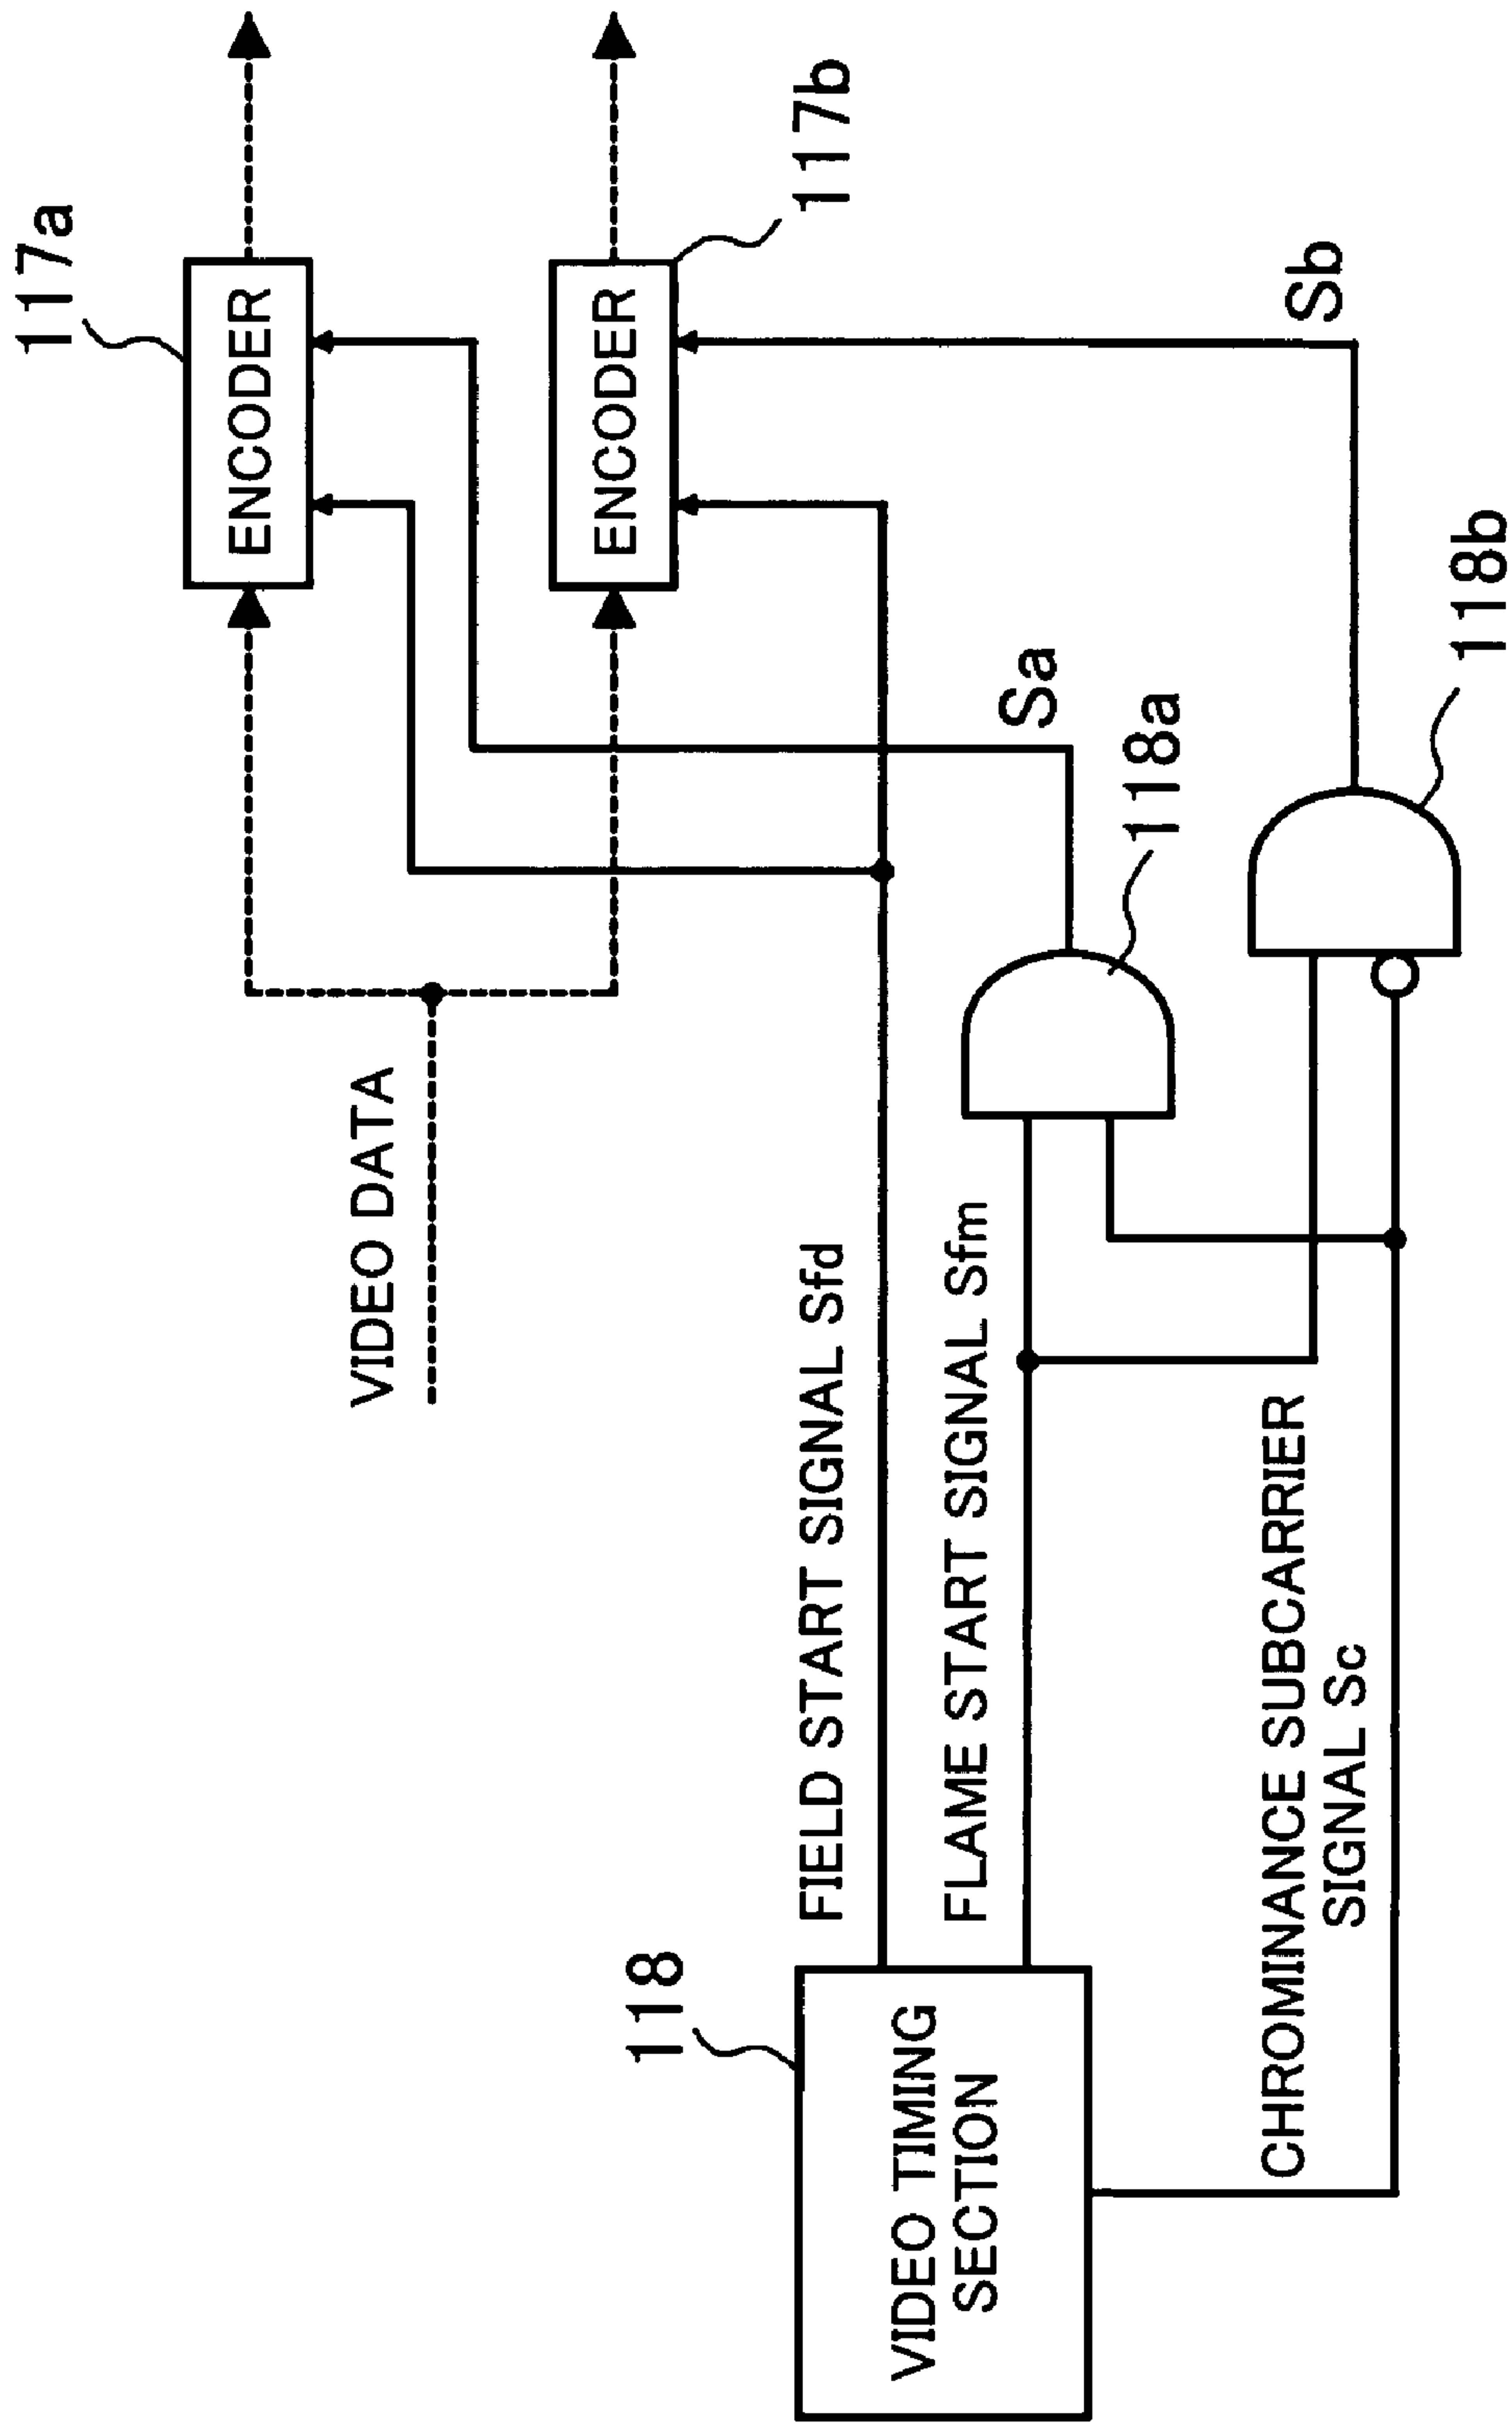 117a
ENCODER
117b
ENCODER
VIDEO DATA
Sb
Sa
118a
118b
118
FIELD START SIGNAL Sfd
FLAME START SIGNAL Sfm
VIDEO TIMING
SECTION
CHROMINANCE SUBCARRIER
SIGNAL Sc